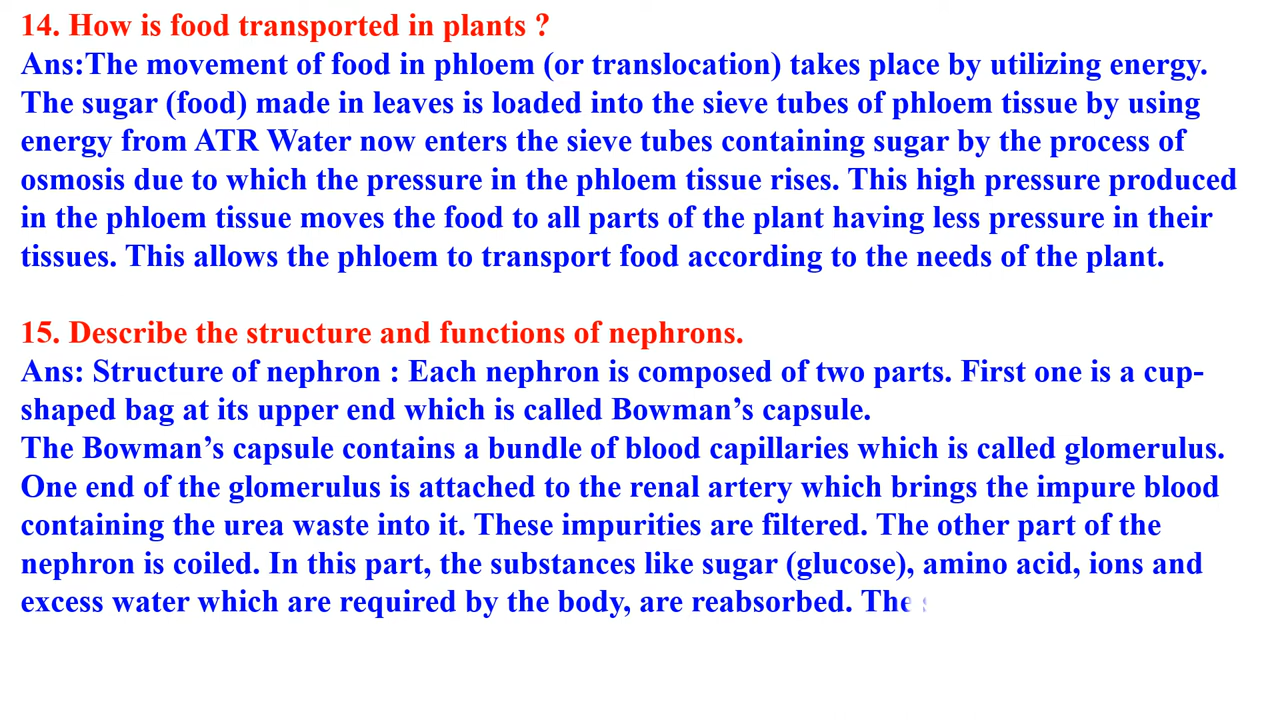 14. How is food transported in plants ?
Ans:The movement of food in phloem (or translocation) takes place by utilizing energy.
The sugar (food) made in leaves is loaded into the sieve tubes of phloem tissue by using
energy from ATR Water now enters the sieve tubes containing sugar by the process of
osmosis due to which the pressure in the phloem tissue rises. This high pressure produced
in the phloem tissue moves the food to all parts of the plant having less pressure in their
tissues. This allows the phloem to transport food according to the needs of the plant.
15. Describe the structure and functions of nephrons.
Ans: Structure of nephron : Each nephron is composed of two parts. First one is a cup-
shaped bag at its upper end which is called Bowman’s capsule.
The Bowman’s capsule contains a bundle of blood capillaries which is called glomerulus.
One end of the glomerulus is attached to the renal artery which brings the impure blood
containing the urea waste into it. These impurities are filtered. The other part of the
nephron is coiled. In this part, the substances like sugar (glucose), amino acid, ions and
excess water which are required by the body, are reabsorbed. The